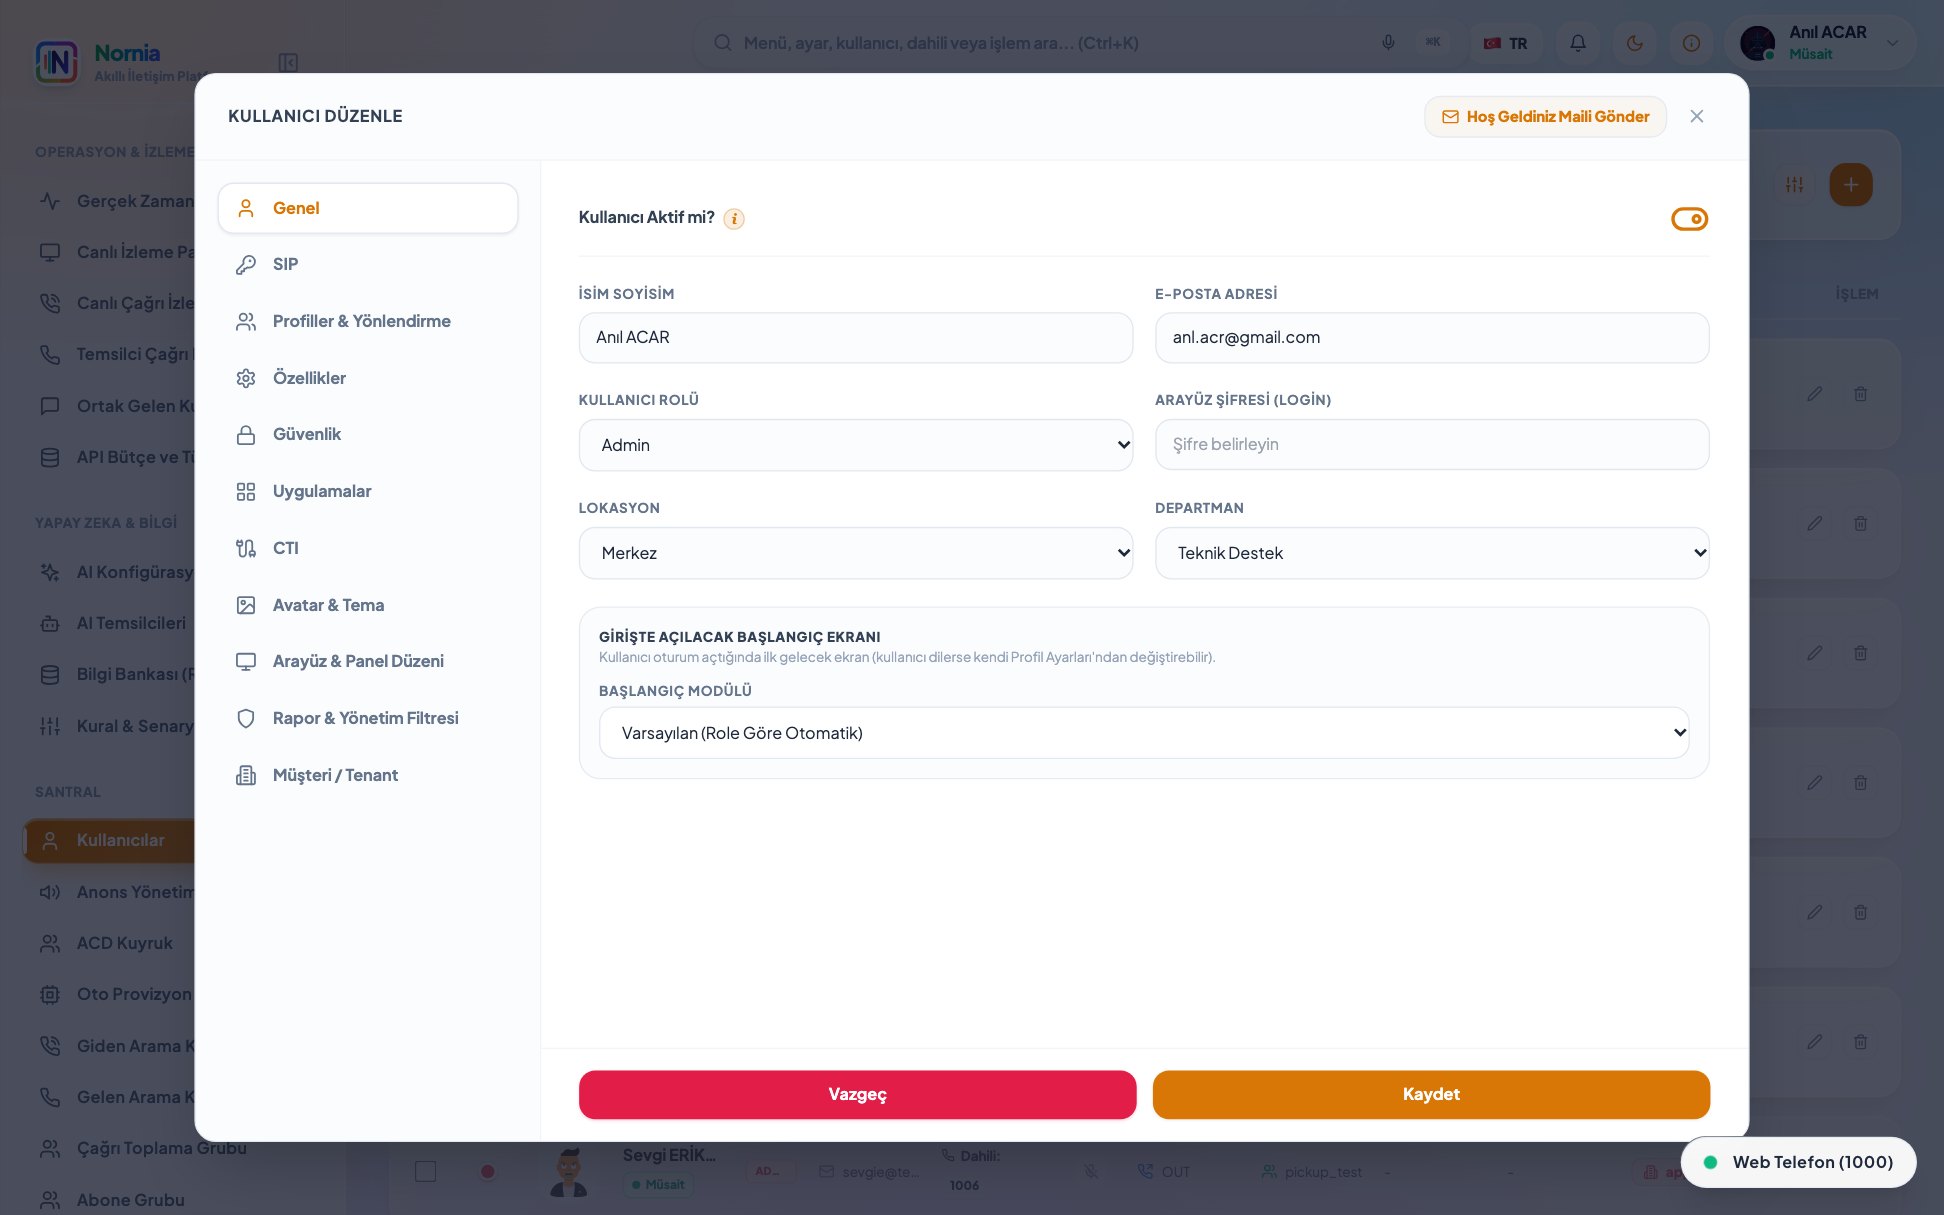 Nornia
Akıllı İletişim Platf
Menü, ayar, kullanıcı, dahili veya işlem ara... (Ctrl+K)
⌘K
TR
Anıl ACAR
Müsait
KULLANICI DÜZENLE
Hoş Geldiniz Maili Gönder
OPERASYON & İZLEME
Gerçek Zaman
Canlı İzleme Pa
Canlı Çağrı İzle
Temsilci Çağrı
Ortak Gelen Ku
API Bütçe ve Tü
YAPAY ZEKA & BİLGİ
AI Konfigürasy
AI Temsilcileri
Bilgi Bankası (R
Kural & Senary
SANTRAL
Kullanıcılar
Anons Yönetim
ACD Kuyruk
Oto Provizyon
Giden Arama K
Gelen Arama K
Çağrı Toplama Grubu
Abone Grubu
Genel
SIP
Profiller & Yönlendirme
Özellikler
Güvenlik
Uygulamalar
CTI
Avatar & Tema
Arayüz & Panel Düzeni
Rapor & Yönetim Filtresi
Müşteri / Tenant
Kullanıcı Aktif mi?
İSİM SOYİSİM
Anıl ACAR
E-POSTA ADRESİ
anl.acr@gmail.com
KULLANICI ROLÜ
Admin
ARAYÜZ ŞİFRESİ (LOGİN)
Şifre belirleyin
LOKASYON
Merkez
DEPARTMAN
Teknik Destek
GİRİŞTE AÇILACAK BAŞLANGIÇ EKRANI
Kullanıcı oturum açtığında ilk gelecek ekran (kullanıcı dilerse kendi Profil Ayarları'ndan değiştirebilir).
BAŞLANGIÇ MODÜLÜ
Varsayılan (Role Göre Otomatik)
Vazgeç
Kaydet
İŞLEM
Sevgi ERİK...
Müsait
AD...
sevgie@te...
Dahili:
1006
OUT
pickup_test
-
-
ap
Web Telefon (1000)